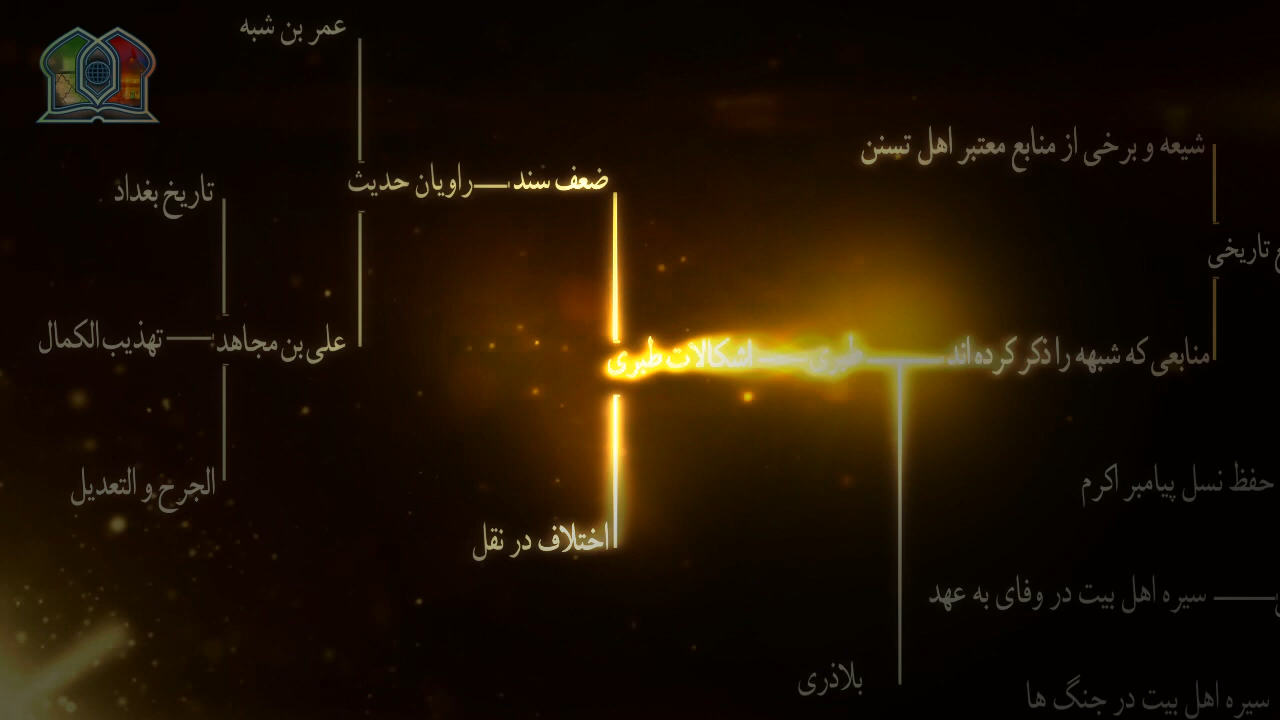 عمر بن شبه
شیعه و برخی از منابع معتبر اهل تسنن
ضعف سند
راویان حدیث
تاریخ بغداد
تاریخی
منابعی که شبهه را ذکر کرده اند
طبری
اشکالات طبری
علی بن مجاهد
تهذیب الکمال
حفظ نسل پیامبر اکرم
الجرح و التعدیل
اختلاف در نقل
سیره اهل بیت در وفای به عهد
بلاذری
سیره اهل بیت در جنگ ها